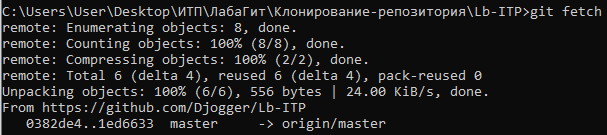 C:\Users\User\Desktop\ИТП\ЛабаГит\Клонирование-репозитория\Lb-ITP>git fetch
remote: Enumerating objects: 8, done.
remote: Counting objects: 100% (8/8), done.
remote: Compressing objects: 100% (2/2), done.
remote: Total 6 (delta 4), reused 6 (delta 4), pack-reused 0
Unpacking objects: 100% (6/6), 556 bytes | 24.00 KiB/s, done.
From https://github.com/Djogger/Lb-ITP
   0382de4..1ed6633  master     -> origin/master